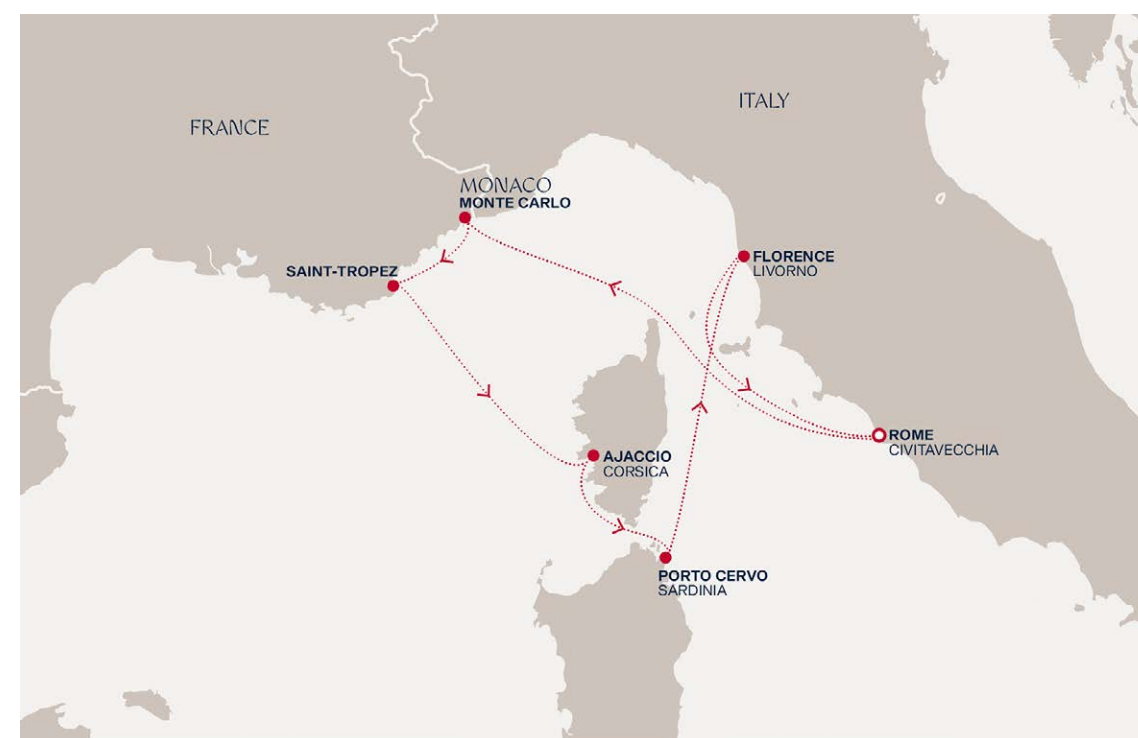 ITALY
FRANCE
MONACO
MONTE CARLO
FLORENCE
LIVORNO
SAINT-TROPEZ
ROME
CIVITAVECCHIA
AJACCIO
CORSICA
PORTO CERVO
SARDINIA